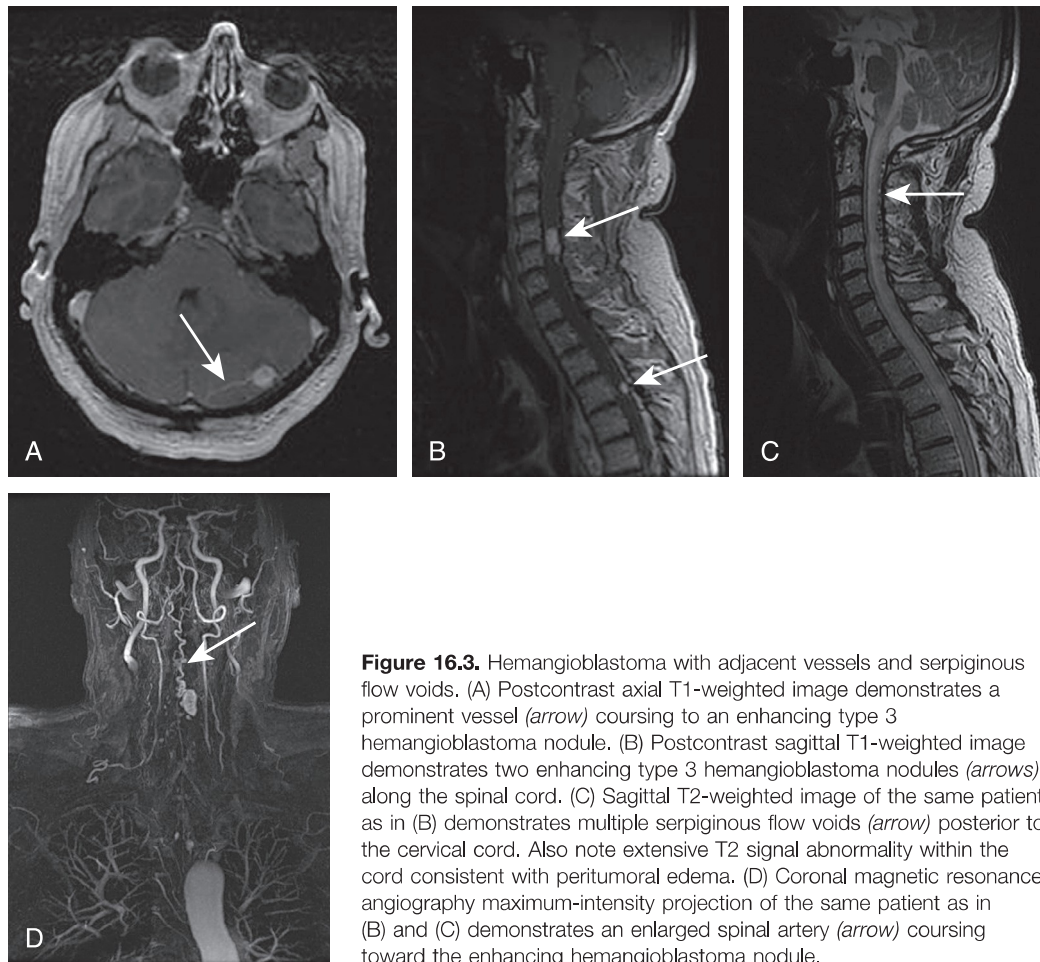 A
B
C
D
Figure 16.3. Hemangioblastoma with adjacent vessels and serpiginous
flow voids. (A) Postcontrast axial T1-weighted image demonstrates a
prominent vessel (arrow) coursing to an enhancing type 3
hemangioblastoma nodule. (B) Postcontrast sagittal T1-weighted image
demonstrates two enhancing type 3 hemangioblastoma nodules (arrows)
along the spinal cord. (C) Sagittal T2-weighted image of the same patient
as in (B) demonstrates multiple serpiginous flow voids (arrow) posterior to
the cervical cord. Also note extensive T2 signal abnormality within the
cord consistent with peritumoral edema. (D) Coronal magnetic resonance
angiography maximum-intensity projection of the same patient as in
(B) and (C) demonstrates an enlarged spinal artery (arrow) coursing
toward the enhancing hemangioblastoma nodule.